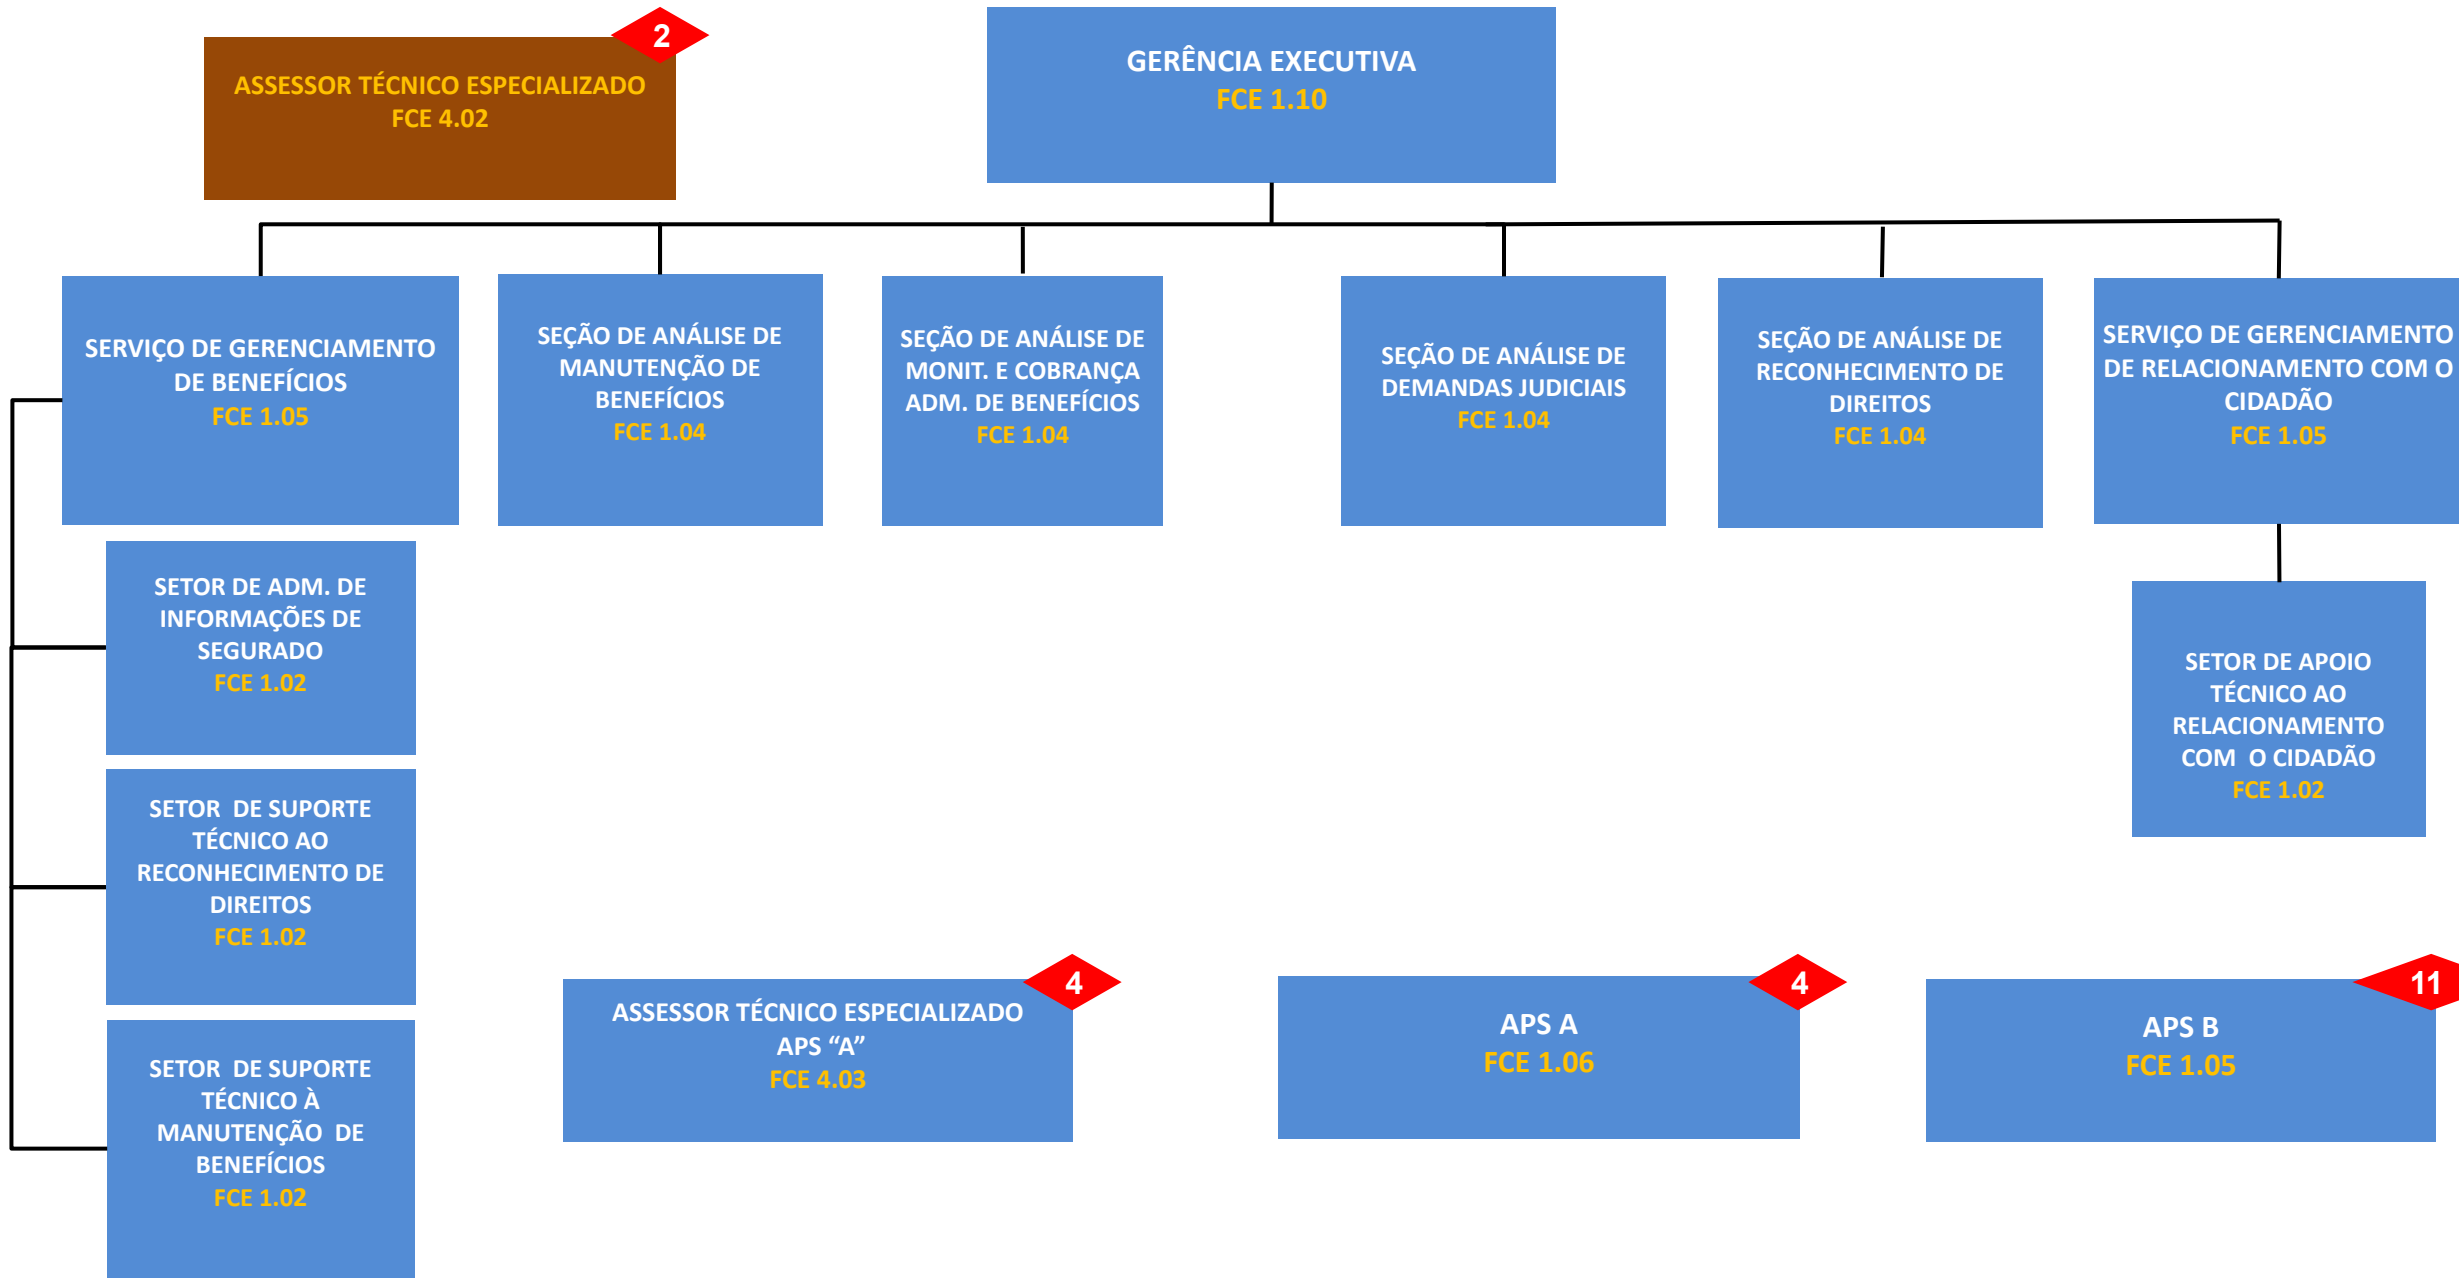 2
ASSESSOR TÉCNICO ESPECIALIZADO
FCE 4.02
GERÊNCIA EXECUTIVA
FCE 1.10
SERVIÇO DE GERENCIAMENTO
DE BENEFÍCIOS
FCE 1.05
SEÇÃO DE ANÁLISE DE
MANUTENÇÃO DE
BENEFÍCIOS
FCE 1.04
SEÇÃO DE ANÁLISE DE
MONIT. E COBRANÇA
ADM. DE BENEFÍCIOS
FCE 1.04
SEÇÃO DE ANÁLISE DE
DEMANDAS JUDICIAIS
FCE 1.04
SEÇÃO DE ANÁLISE DE
RECONHECIMENTO DE
DIREITOS
FCE 1.04
SERVIÇO DE GERENCIAMENTO
DE RELACIONAMENTO COM O
CIDADÃO
FCE 1.05
SETOR DE ADM. DE
INFORMAÇÕES DE
SEGURADO
FCE 1.02
SETOR DE SUPORTE
TÉCNICO AO
RECONHECIMENTO DE
DIREITOS
FCE 1.02
SETOR DE SUPORTE
TÉCNICO À
MANUTENÇÃO DE
BENEFÍCIOS
FCE 1.02
SETOR DE APOIO
TÉCNICO AO
RELACIONAMENTO
COM O CIDADÃO
FCE 1.02
4
ASSESSOR TÉCNICO ESPECIALIZADO
APS “A”
FCE 4.03
4
APS A
FCE 1.06
11
APS B
FCE 1.05